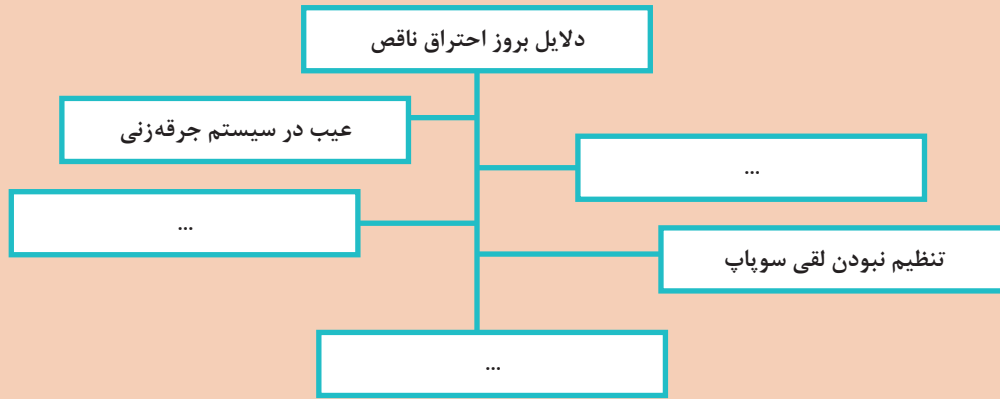 دلایل بروز احتراق ناقص
عیب در سیستم جرقه‌زنی
...
...
تنظیم نبودن لقی سوپاپ
...